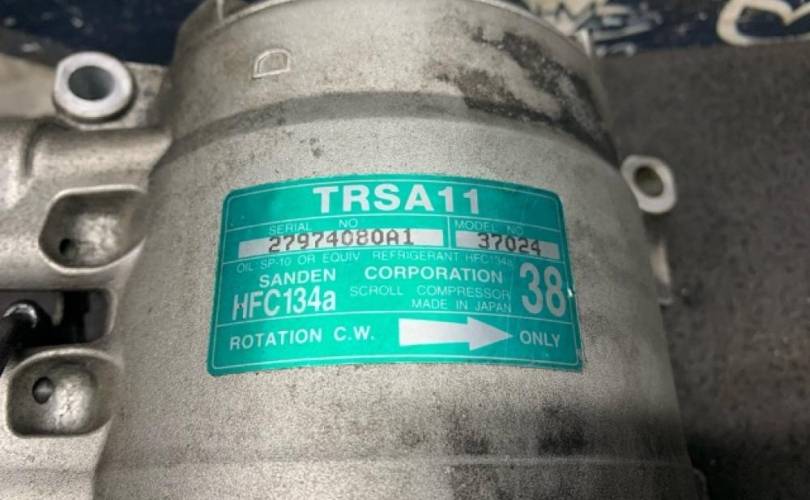 D
TRSA11
SERIAL NO MODEL NO
27974080A1 37024
OIL: SP-10 OR EQUIV REFRIGERANT HFC134a
SANDEN CORPORATION
HFC134a SCROLL COMPRESSOR 38
MADE IN JAPAN
ROTATION C.W. ONLY